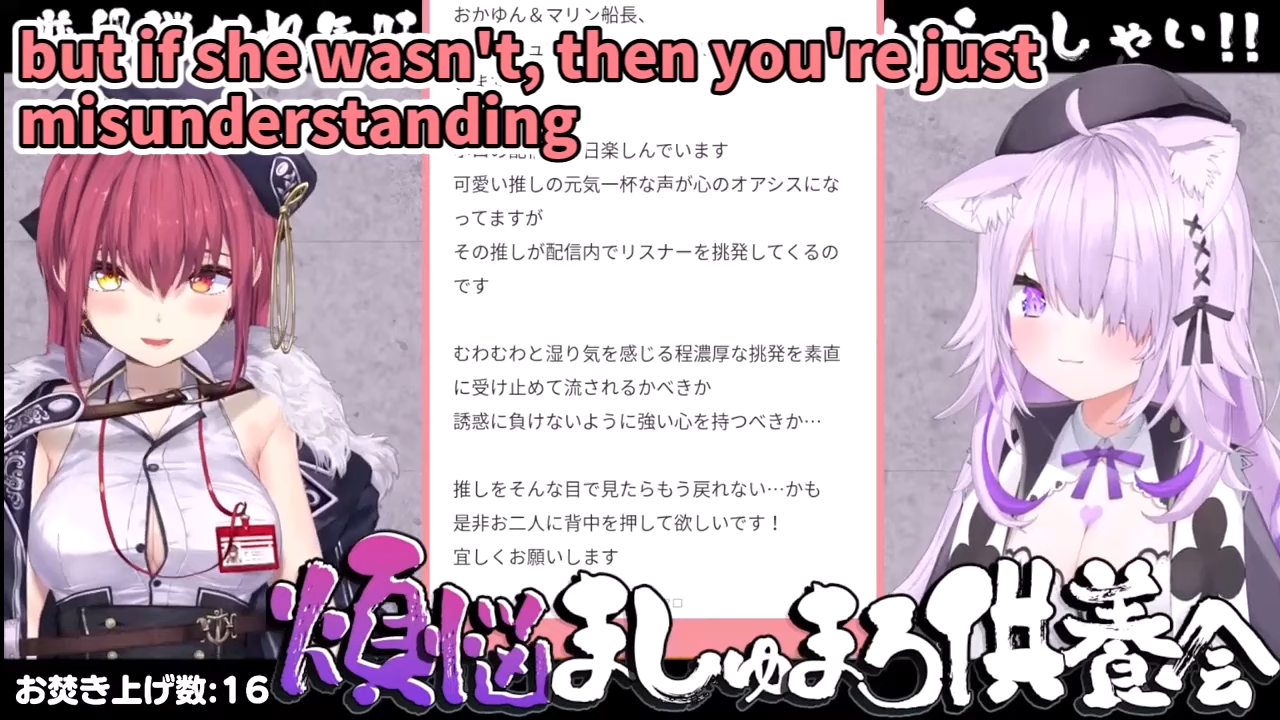 しゃい!!
but if she wasn't, then you're just
misunderstanding
おかゆん＆マリン船長、
日楽しんでいます
可愛い推しの元気一杯な声が心のオアシスにな
ってますが
その推しが配信内でリスナーを挑発してくるの
です
むわむわと湿り気を感じる程濃厚な挑発を素直
に受け止めて流されるかべきか
誘惑に負けないように強い心を持つべきか…
推しをそんな目で見たらもう戻れない…かも
是非お二人に背中を押して欲しいです！
宜しくお願いします
煩悩ましゅまろ供養会
お焚き上げ数:16